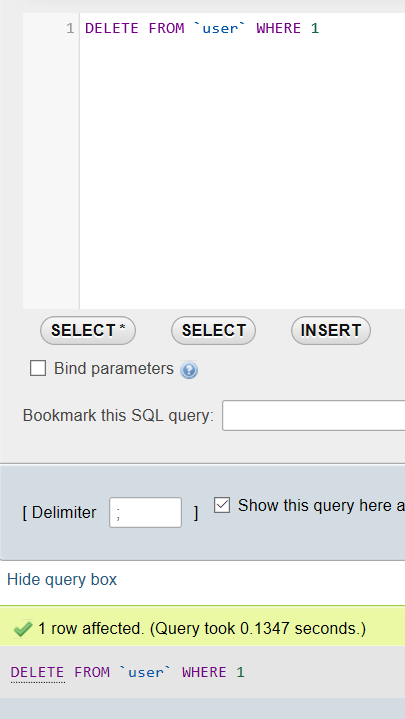 1 DELETE FROM `user` WHERE 1
SELECT * SELECT INSERT
Bind parameters
Bookmark this SQL query:
[ Delimiter ; ] Show this query here a
Hide query box
1 row affected. (Query took 0.1347 seconds.)
DELETE FROM `user` WHERE 1